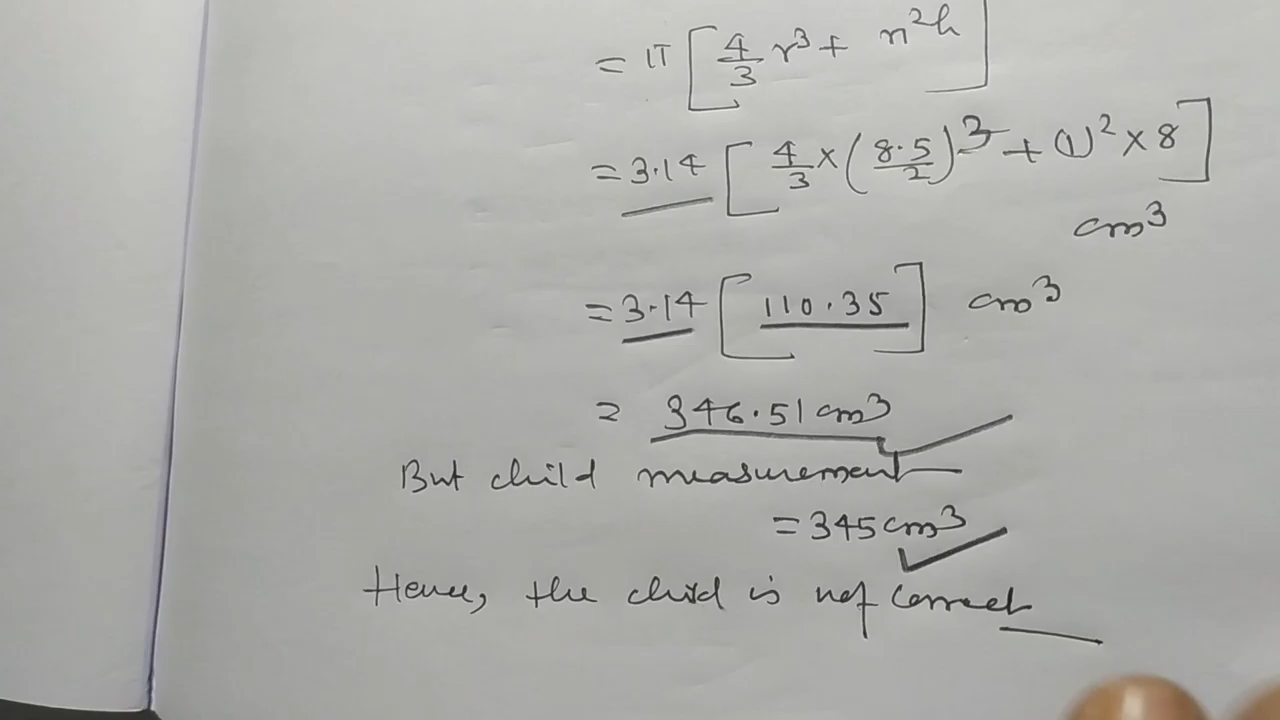 = π [ 4/3 r³ + r²h ]
= 3.14 [ 4/3 × (8.5/2)³ + (1)² × 8 ]
cm³
= 3.14 [ 110.35 ] cm³
= 346.51 cm³
But child measurement
= 345 cm³
Hence, the child is not correct